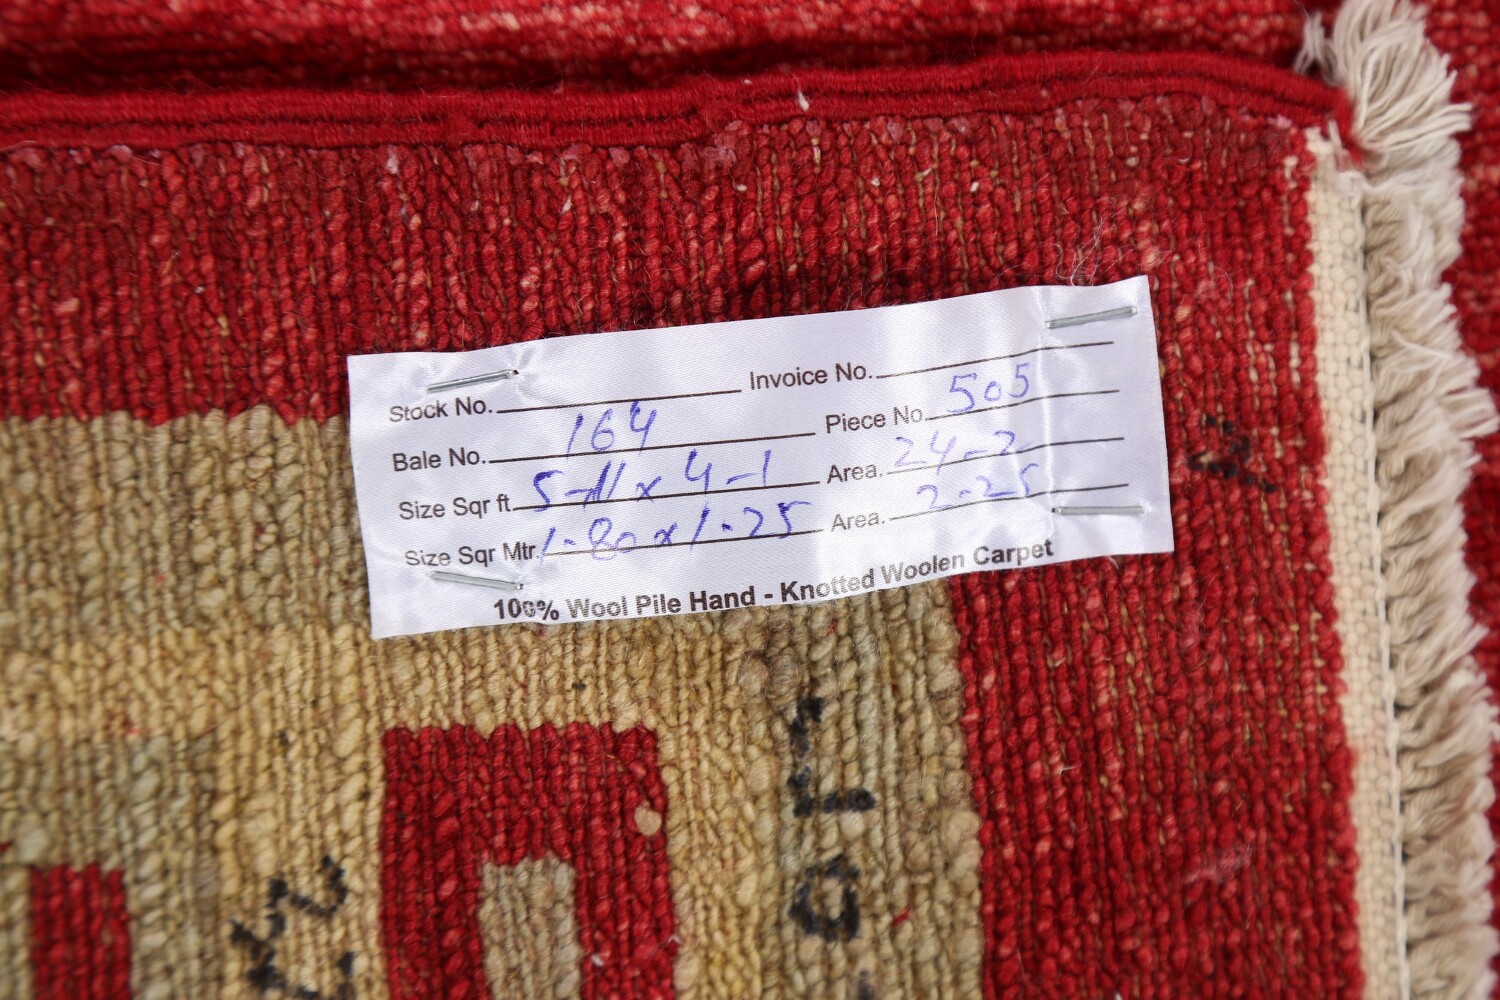 Stock No. Invoice No.
Bale No. 164 Piece No. 505
Size Sqr ft. 5-11 x 4-1 Area. 24-2
Size Sqr Mtr. 1-80 x 1-25 Area. 2-25
100% Wool Pile Hand - Knotted Woolen Carpet